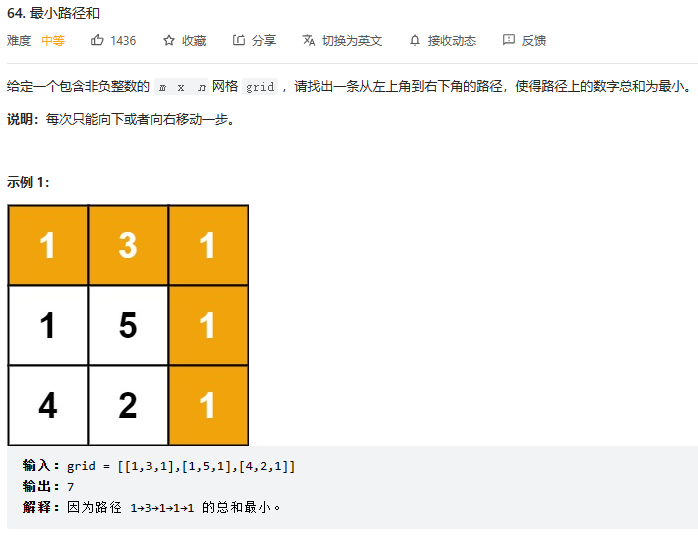 64. 最小路径和
难度 中等 1436 收藏 分享 切换为英文 接收动态 反馈
给定一个包含非负整数的 m x n 网格 grid ，请找出一条从左上角到右下角的路径，使得路径上的数字总和为最小。
说明：每次只能向下或者向右移动一步。
示例 1：
1 3 1
1 5 1
4 2 1
输入：grid = [[1,3,1],[1,5,1],[4,2,1]]
输出：7
解释：因为路径 1→3→1→1→1 的总和最小。